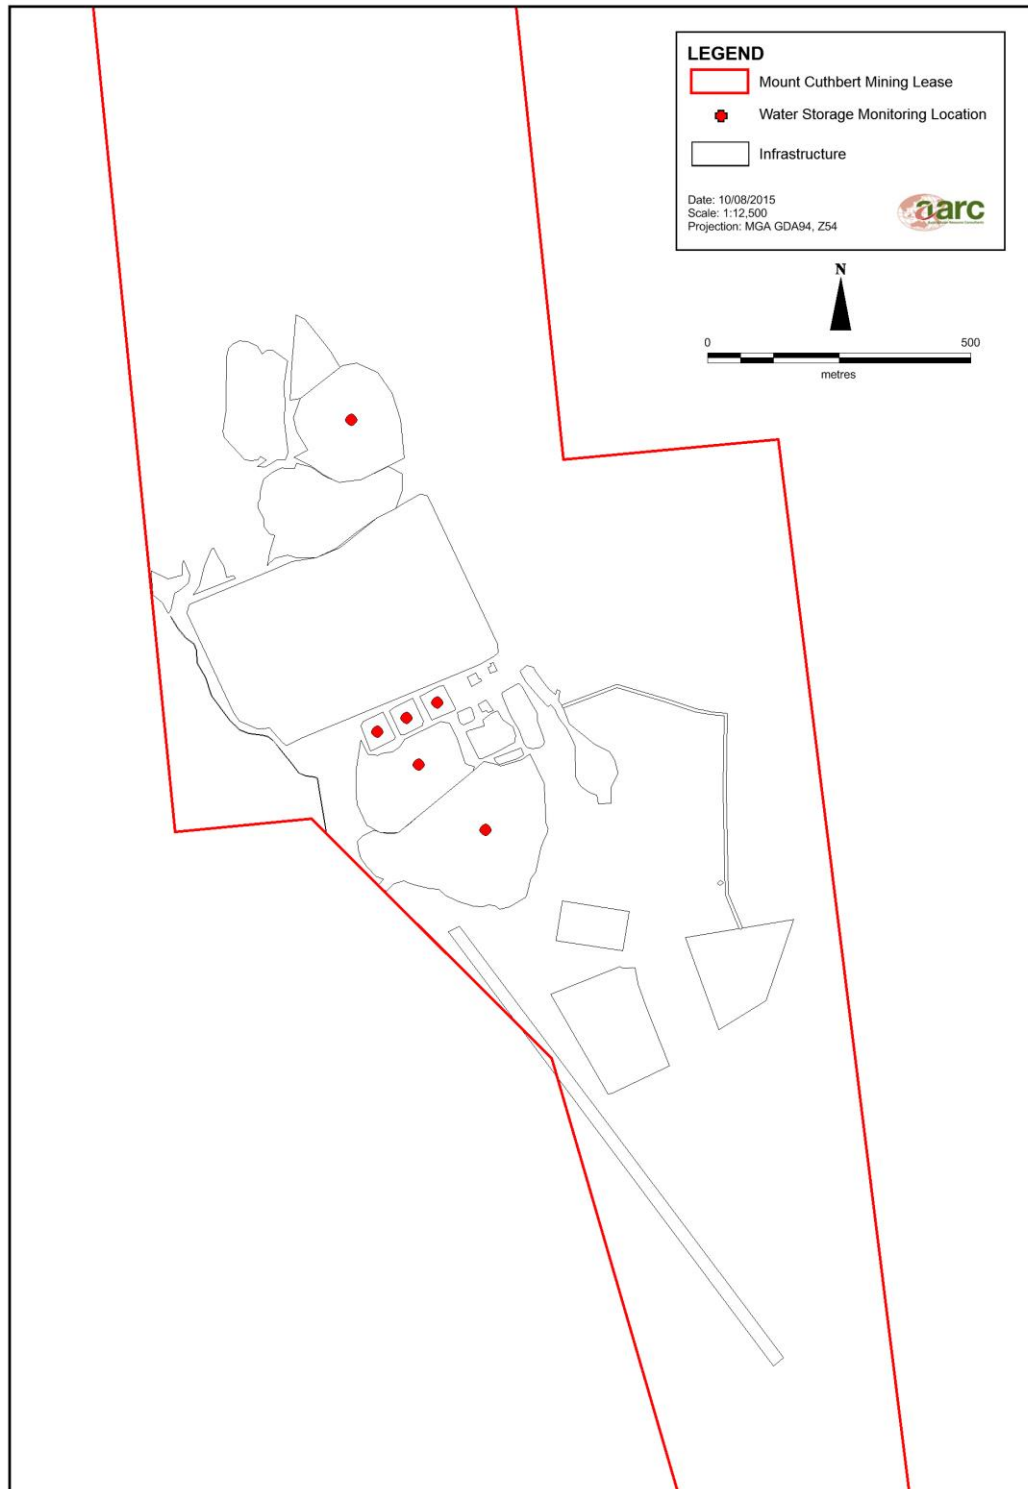 LEGEND
Mount Cuthbert Mining Lease
Water Storage Monitoring Location
Infrastructure
Date: 10/08/2015
Scale: 1:12,500
Projection: MGA GDA94, Z54
aarc
N
0 500
metres